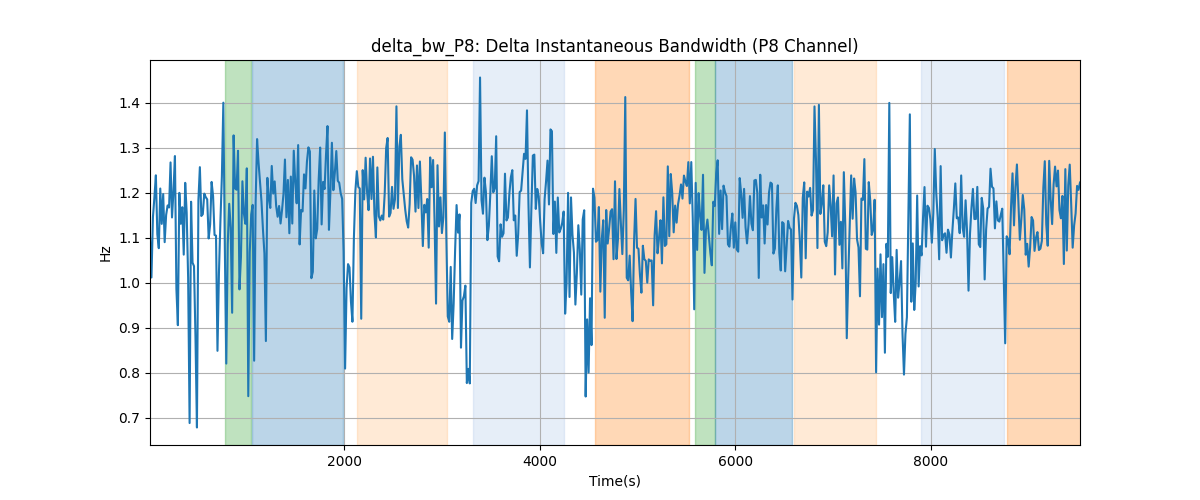 delta_bw_P8: Delta Instantaneous Bandwidth (P8 Channel)
Hz
1.4
1.3
1.2
1.1
1.0
0.9
0.8
0.7
2000 4000 6000 8000
Time(s)